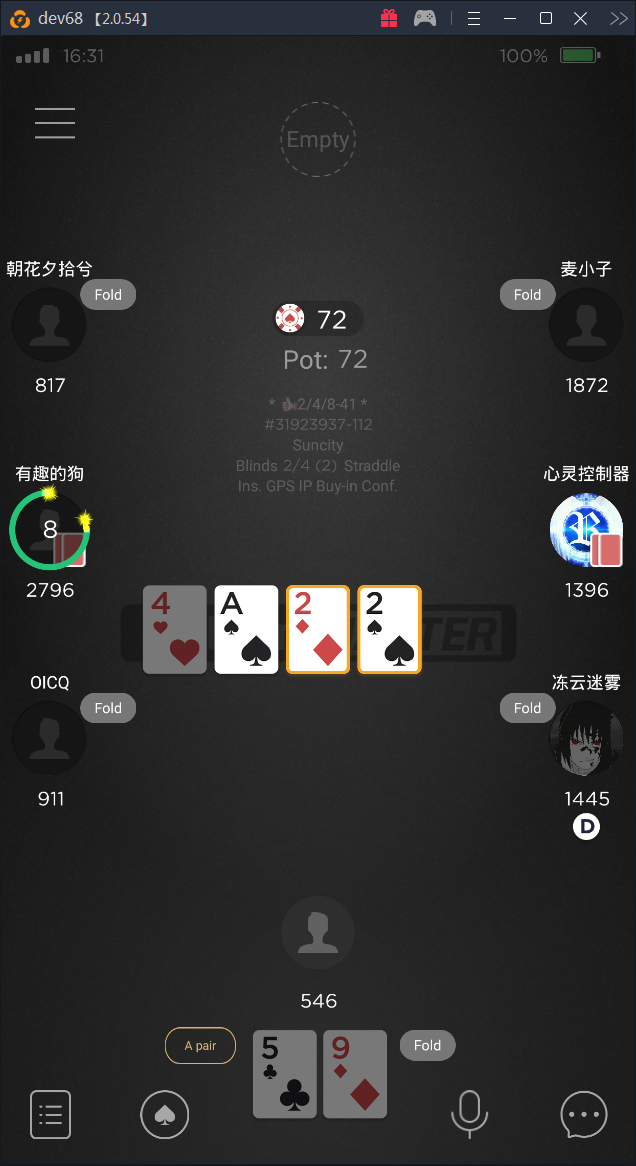 dev68 【2.0.54】
16:31
100%
Empty
朝花夕拾兮
麦小子
Fold
Fold
72
817
Pot: 72
1872
* 2/4/8-41 *
#31923937-112
Suncity
有趣的狗
Blinds 2/4 (2) Straddle
心灵控制器
Ins. GPS IP Buy-in Conf.
8
2796
1396
4
A
2
2
TER
OICQ
冻云迷雾
Fold
Fold
911
1445
D
546
A pair
5
9
Fold